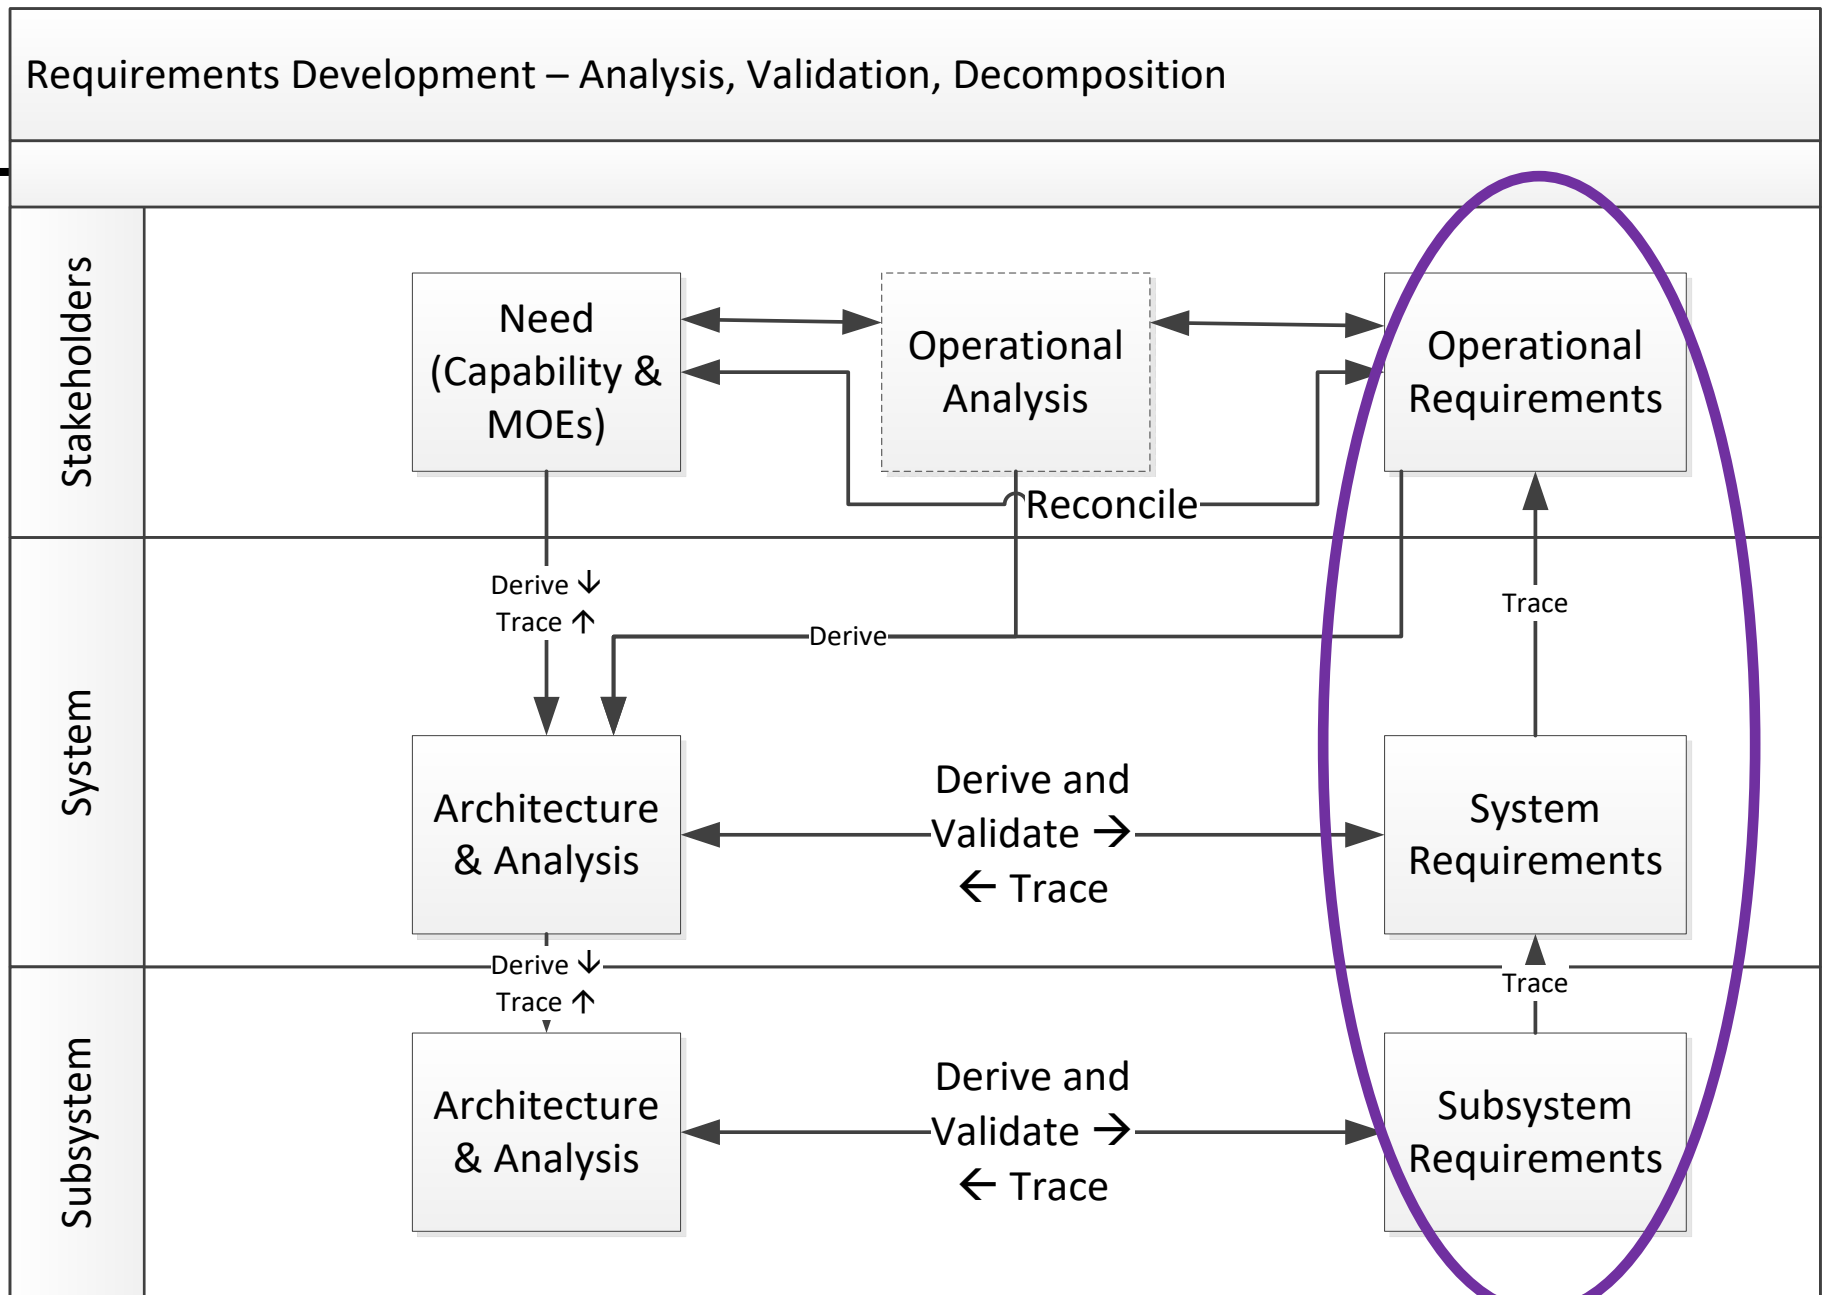 Requirements Development – Analysis, Validation, Decomposition
Stakeholders
Need
(Capability &
MOEs)
Operational
Analysis
Operational
Requirements
Reconcile
System
Derive ↓
Trace ↑
Derive
Trace
Architecture
& Analysis
Derive and
Validate →
← Trace
System
Requirements
Subsystem
Derive ↓
Trace ↑
Trace
Architecture
& Analysis
Derive and
Validate →
← Trace
Subsystem
Requirements